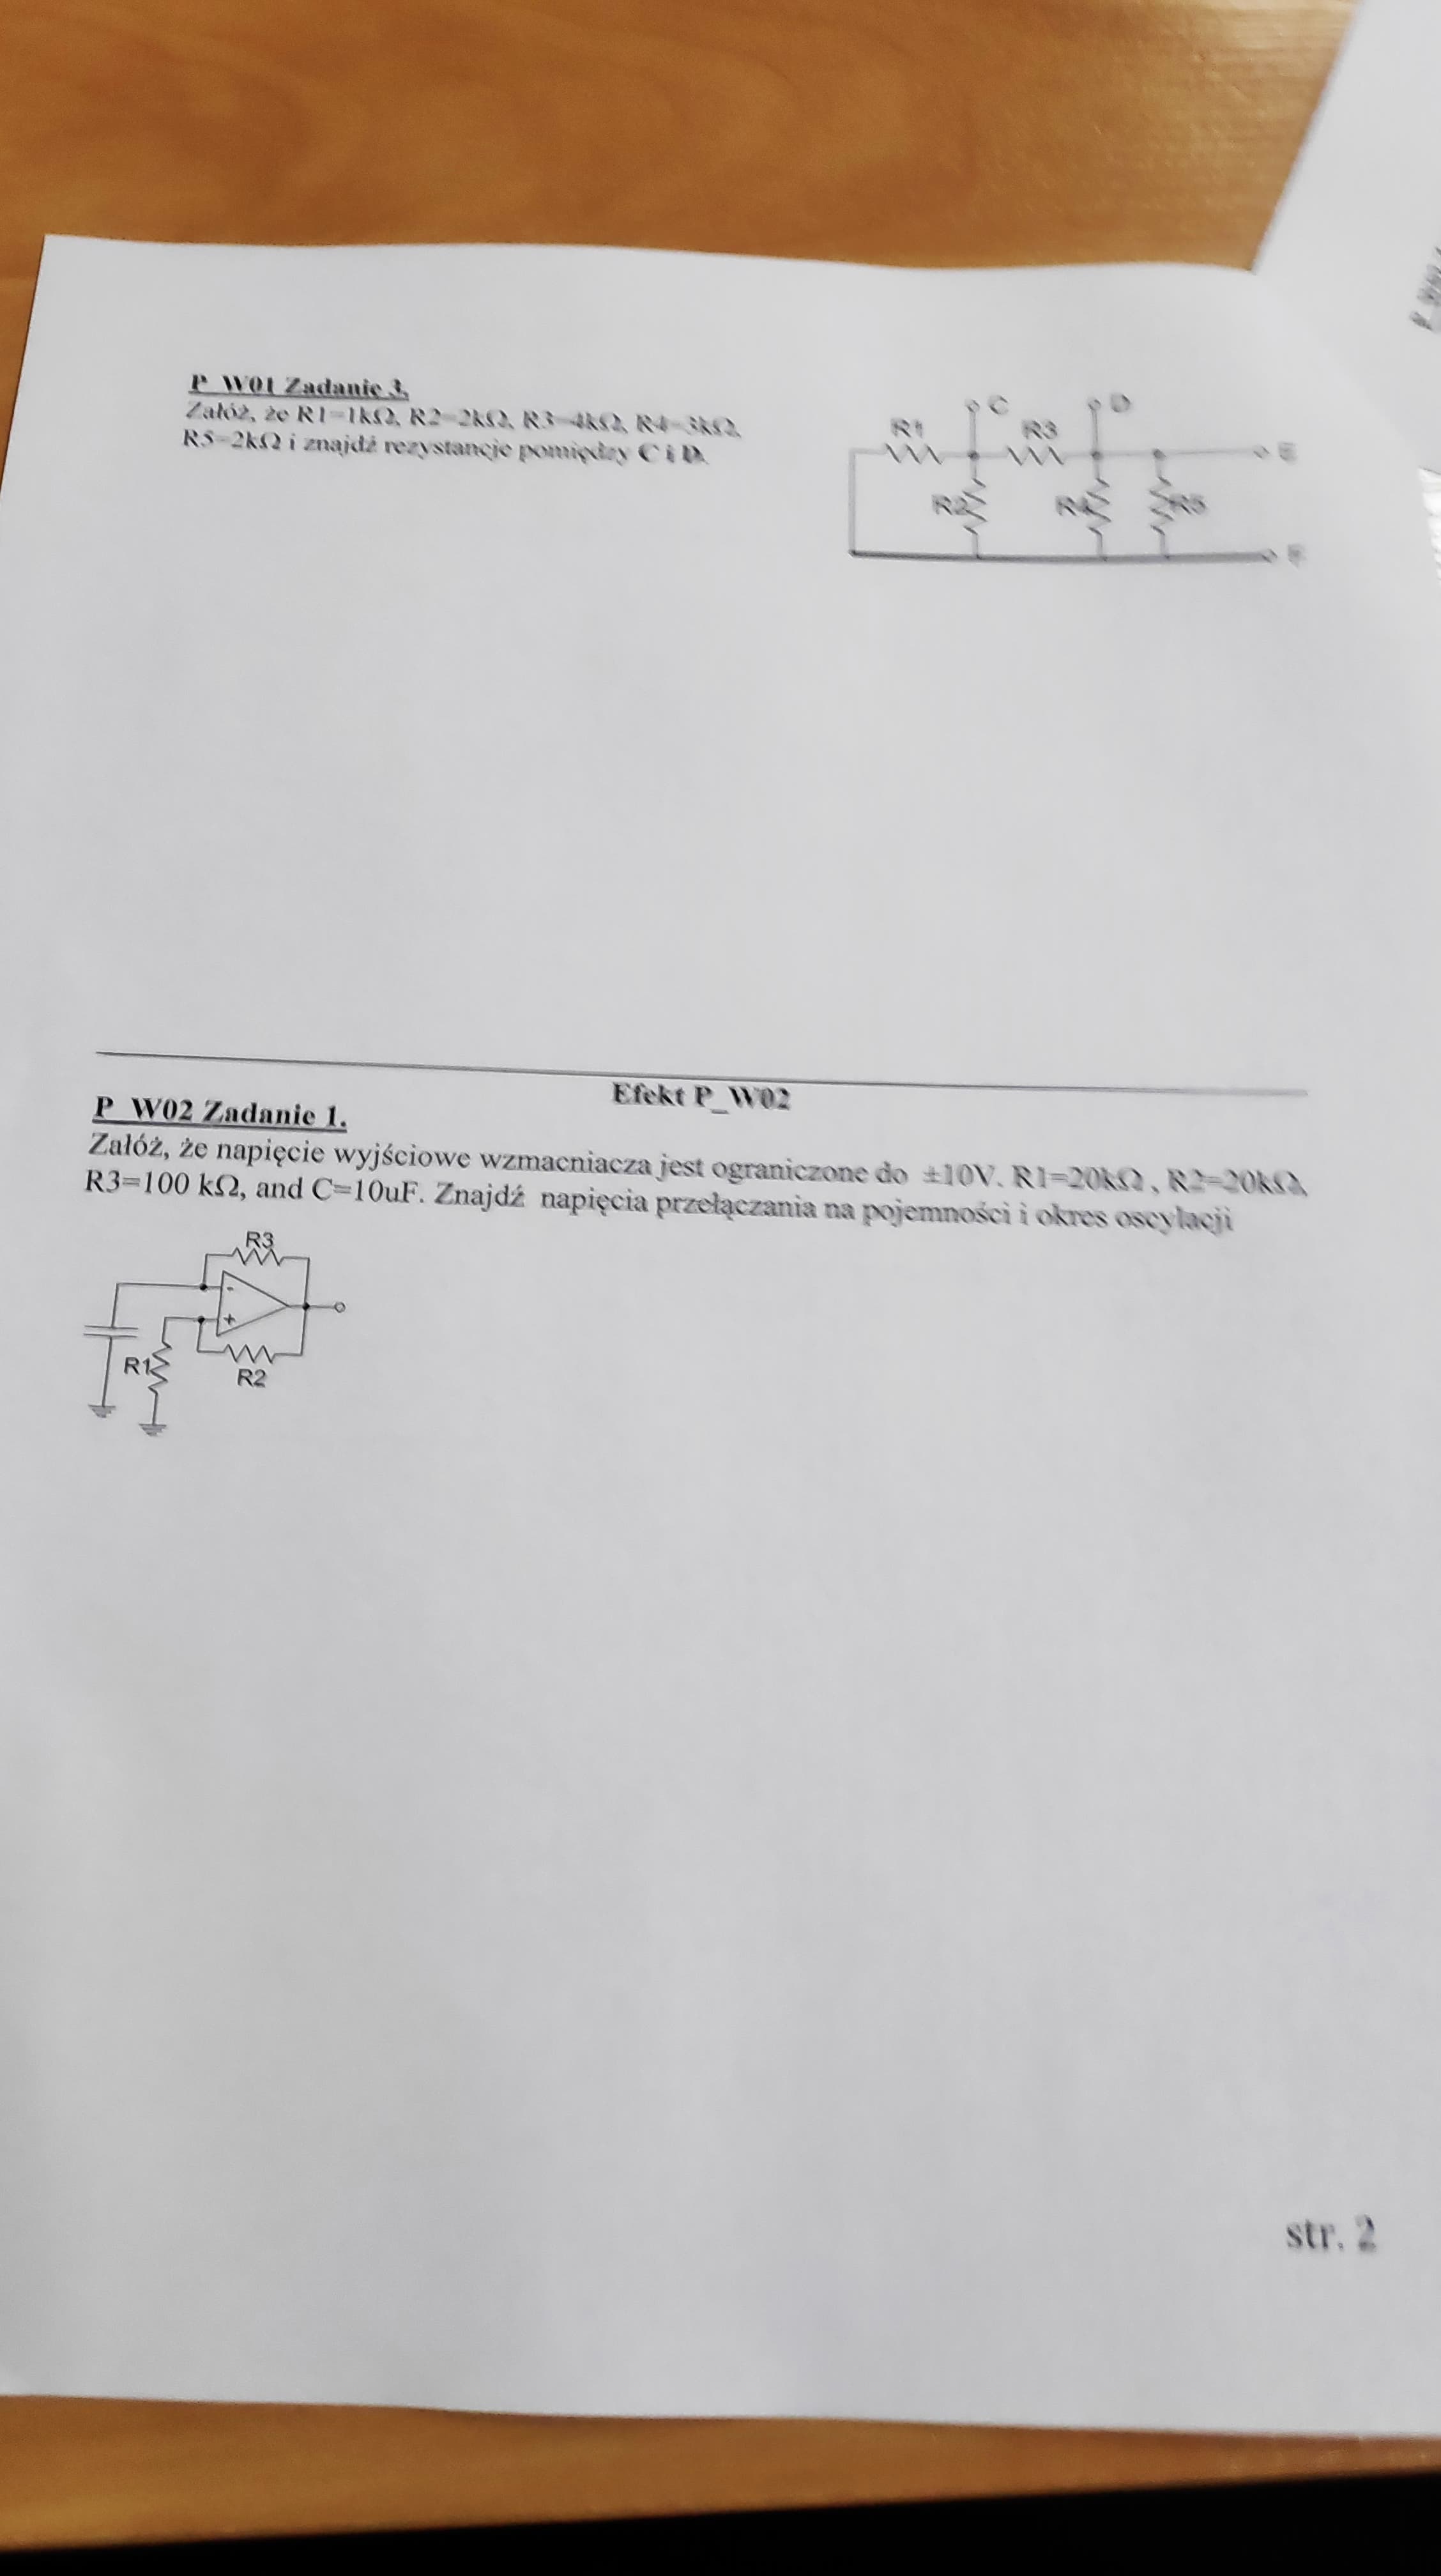 P_W01 Zadanie 3.
Załóż, że R1=1kΩ, R2=2kΩ, R3=4kΩ, R4=3kΩ,
R5=2kΩ i znajdź rezystancje pomiędzy C i D.
C D
R1 R3
E
R2 R4 R5
F
Efekt P_W02
P_W02 Zadanie 1.
Załóż, że napięcie wyjściowe wzmacniacza jest ograniczone do ±10V. R1=20kΩ , R2=20kΩ,
R3=100 kΩ, and C=10uF. Znajdź napięcia przełączania na pojemności i okres oscylacji
R3
-
+
R1
R2
str. 2